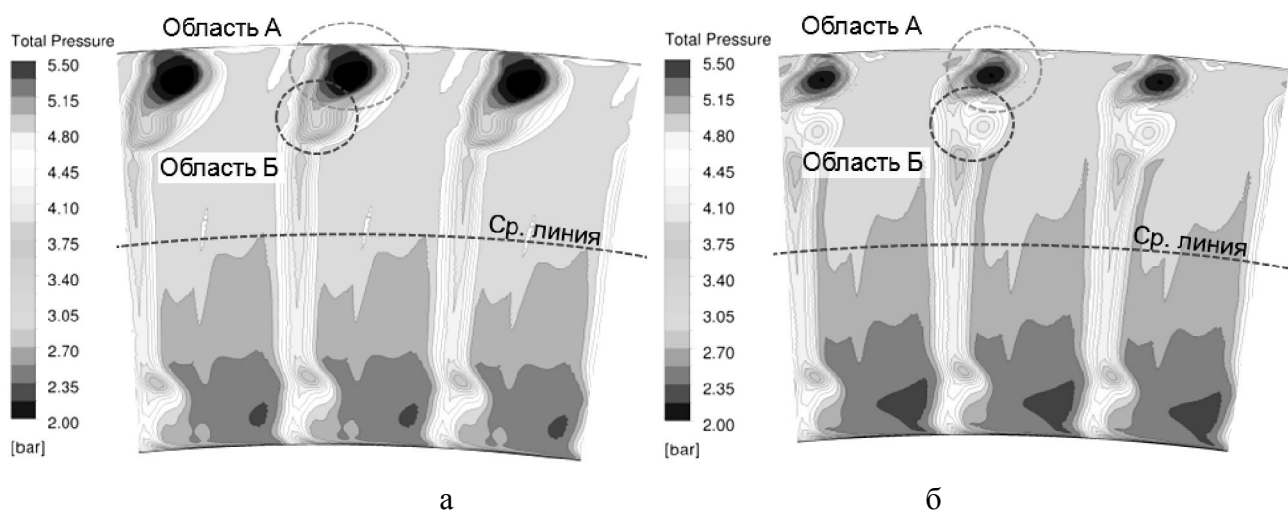 Область А
Total Pressure
5.50
5.15
4.80
4.45
4.10
3.75
3.40
3.05
2.70
2.35
2.00
[bar]
Область Б
Ср. линия
а
Область А
Total Pressure
5.50
5.15
4.80
4.45
4.10
3.75
3.40
3.05
2.70
2.35
2.00
[bar]
Область Б
Ср. линия
б